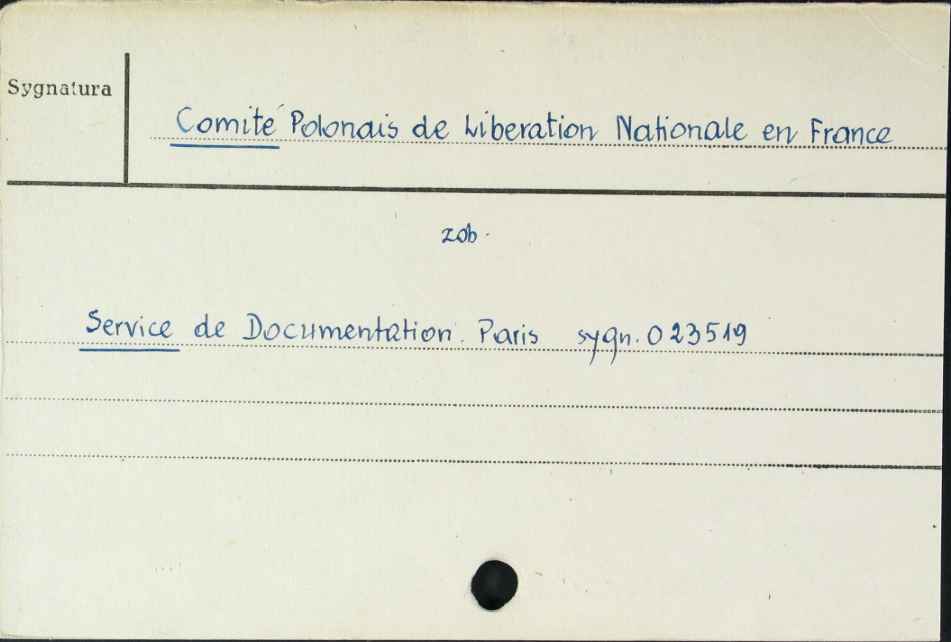 Sygnatura
Comité Polonais de Liberation Nationale en France
zob.
Service de Documentation. Paris sygn. 023519